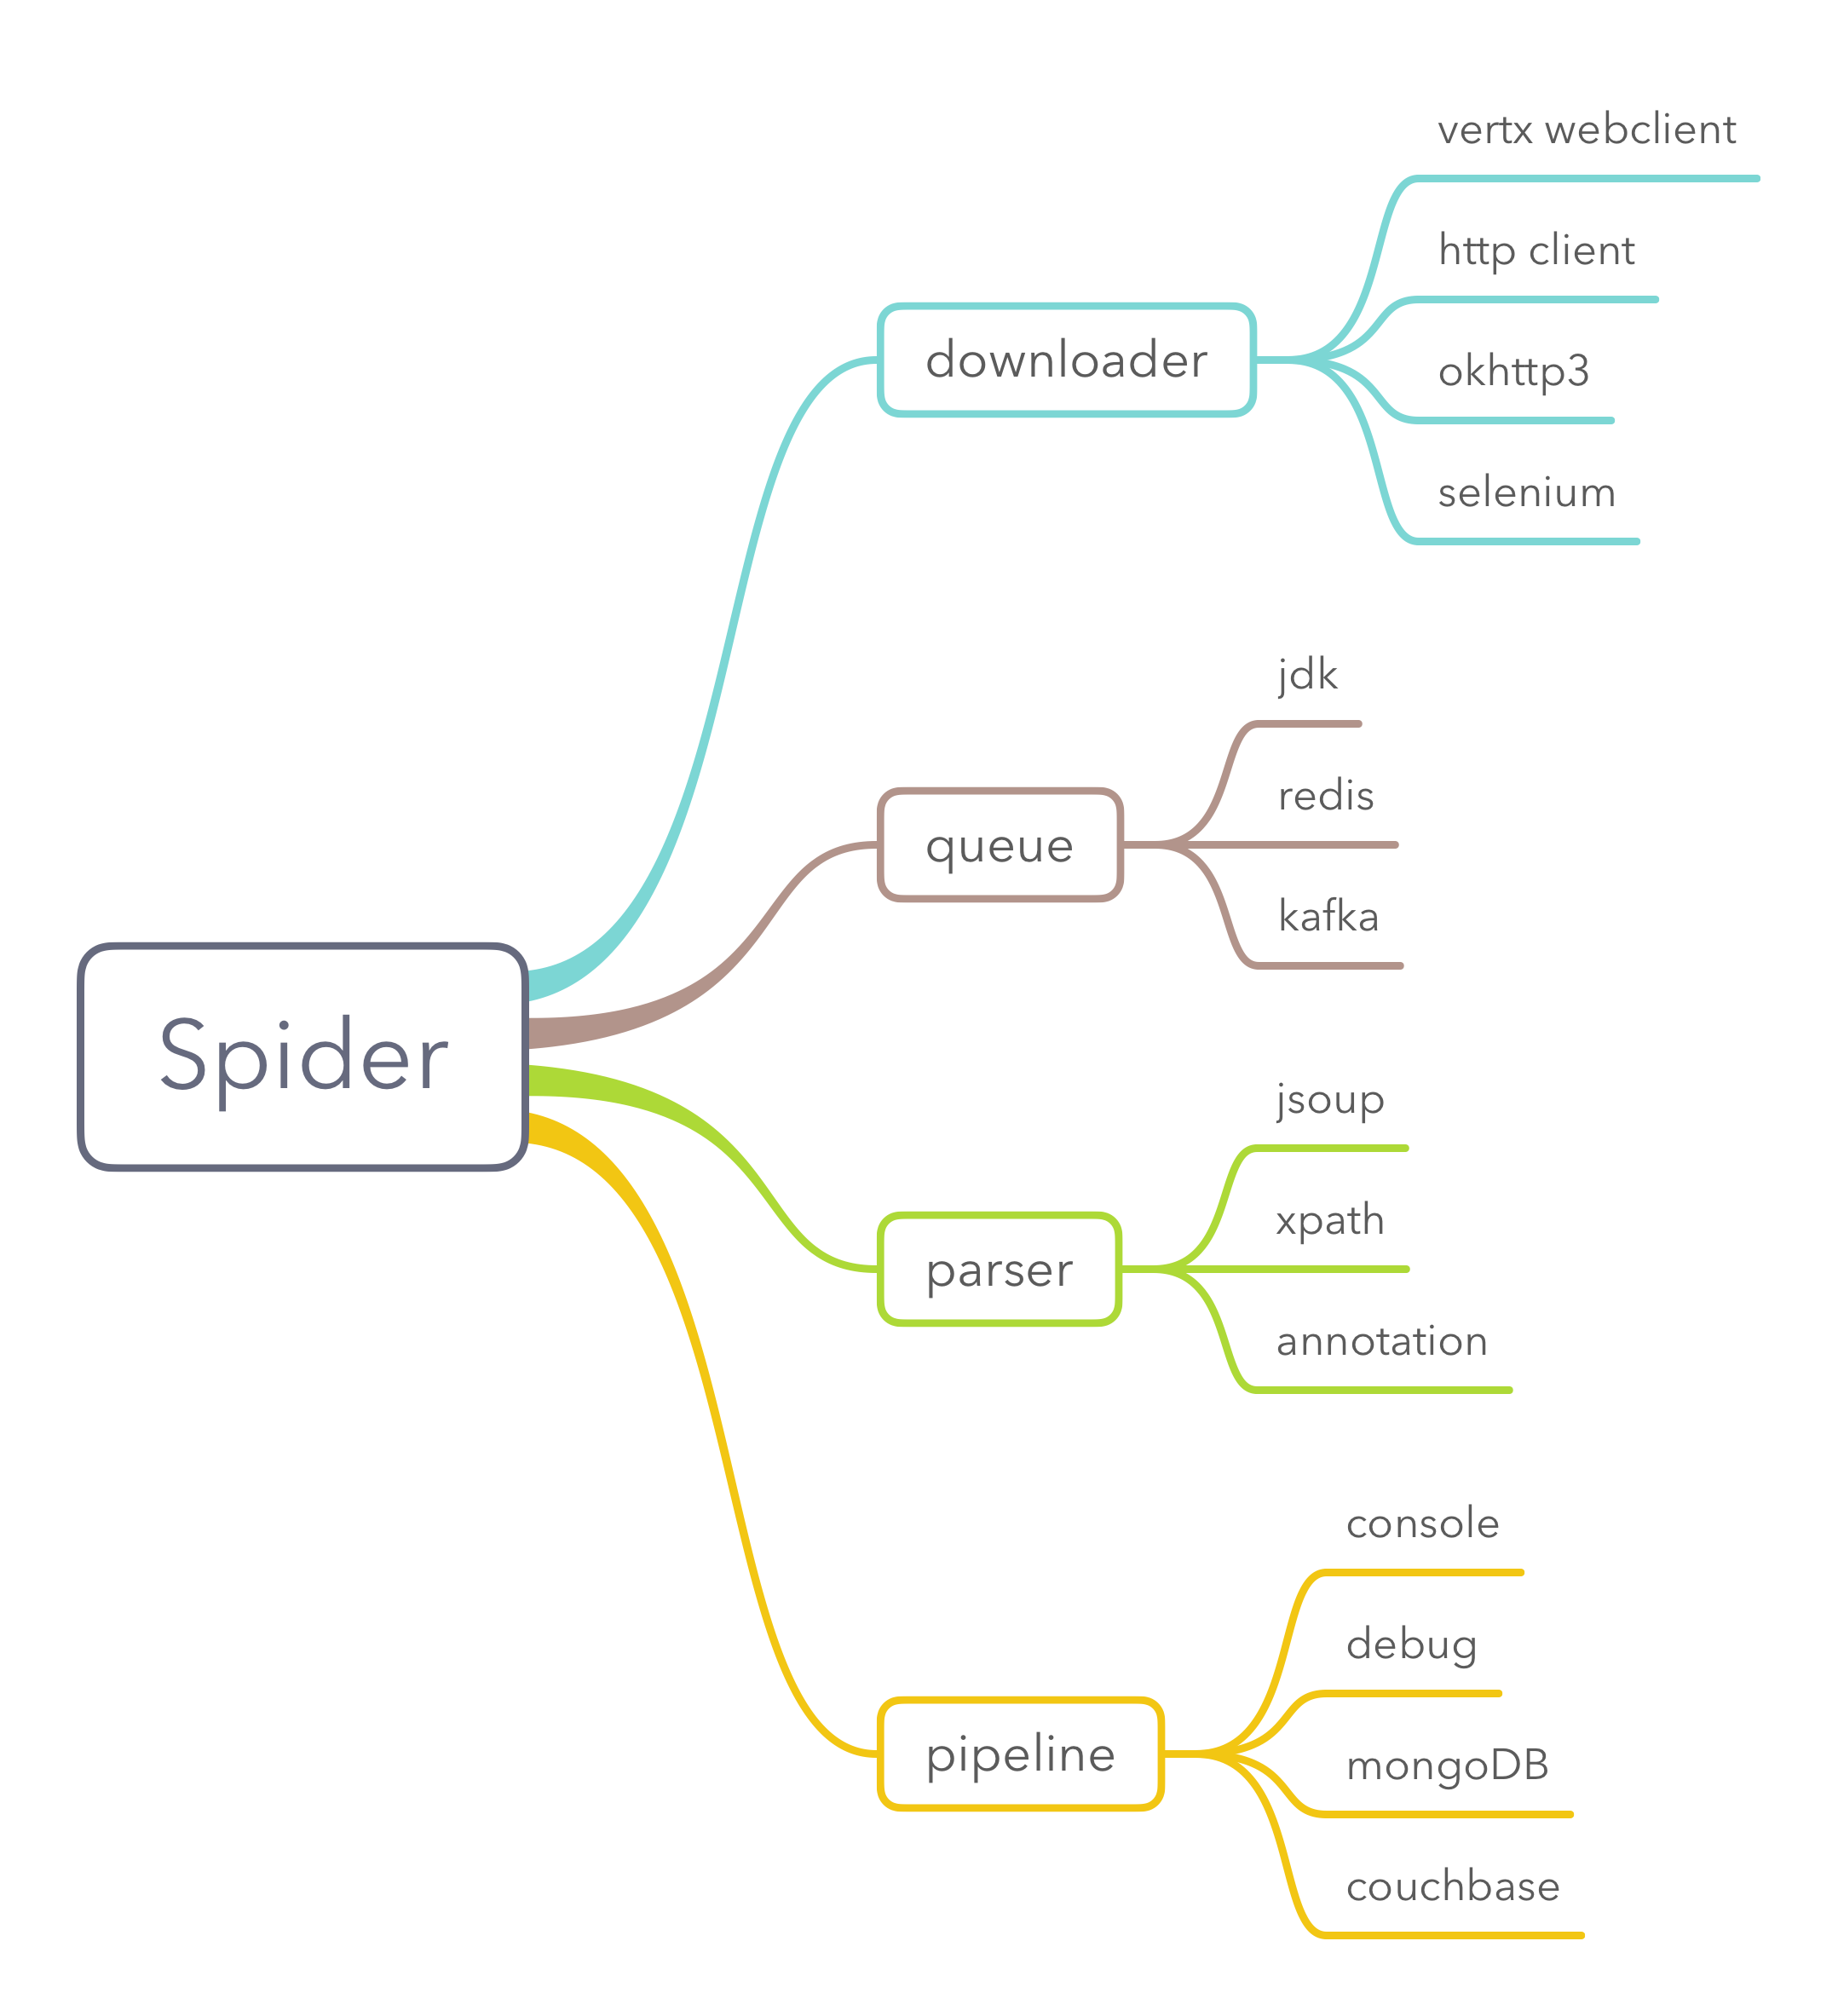 Spider
downloader
vertx webclient
http client
okhttp3
selenium
queue
jdk
redis
kafka
parser
jsoup
xpath
annotation
pipeline
console
debug
mongoDB
couchbase